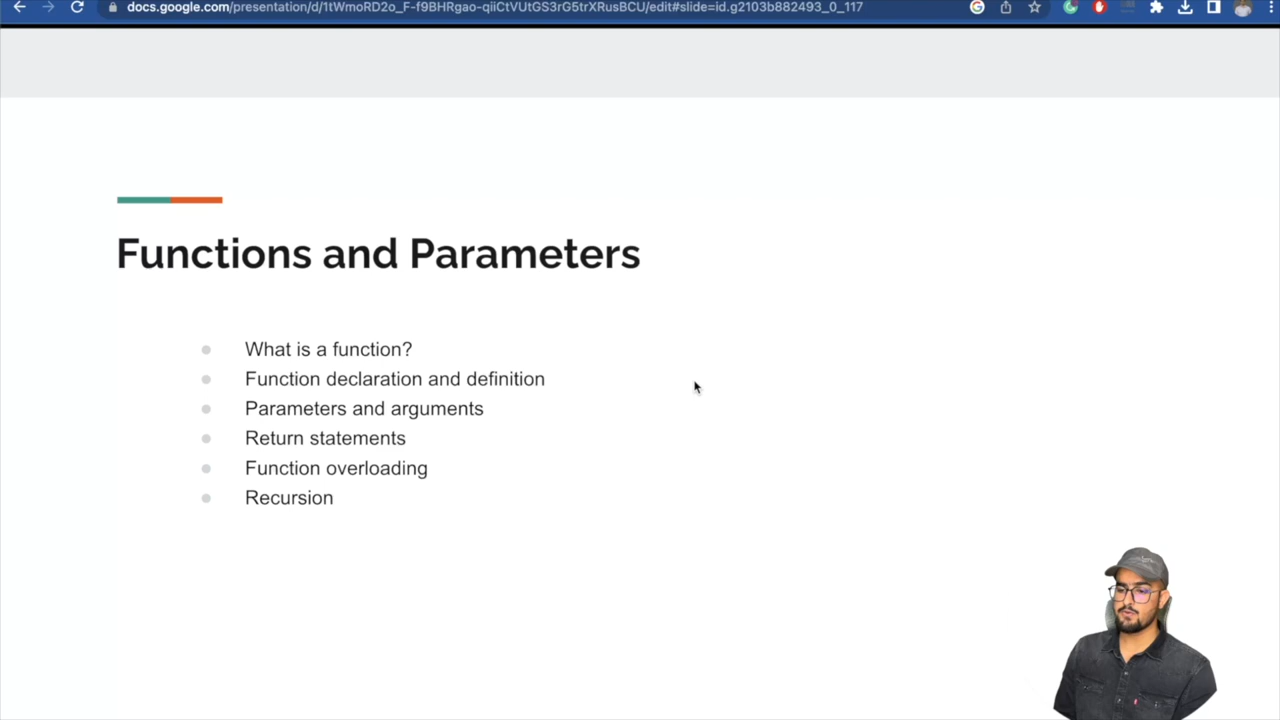 docs.google.com/presentation/d/1tWmoRD2o_F-f9BHRgao-qiiCtVUtGS3rG5trXRusBCU/edit#slide=id.g2103b882493_0_117
Functions and Parameters
What is a function?
Function declaration and definition
Parameters and arguments
Return statements
Function overloading
Recursion